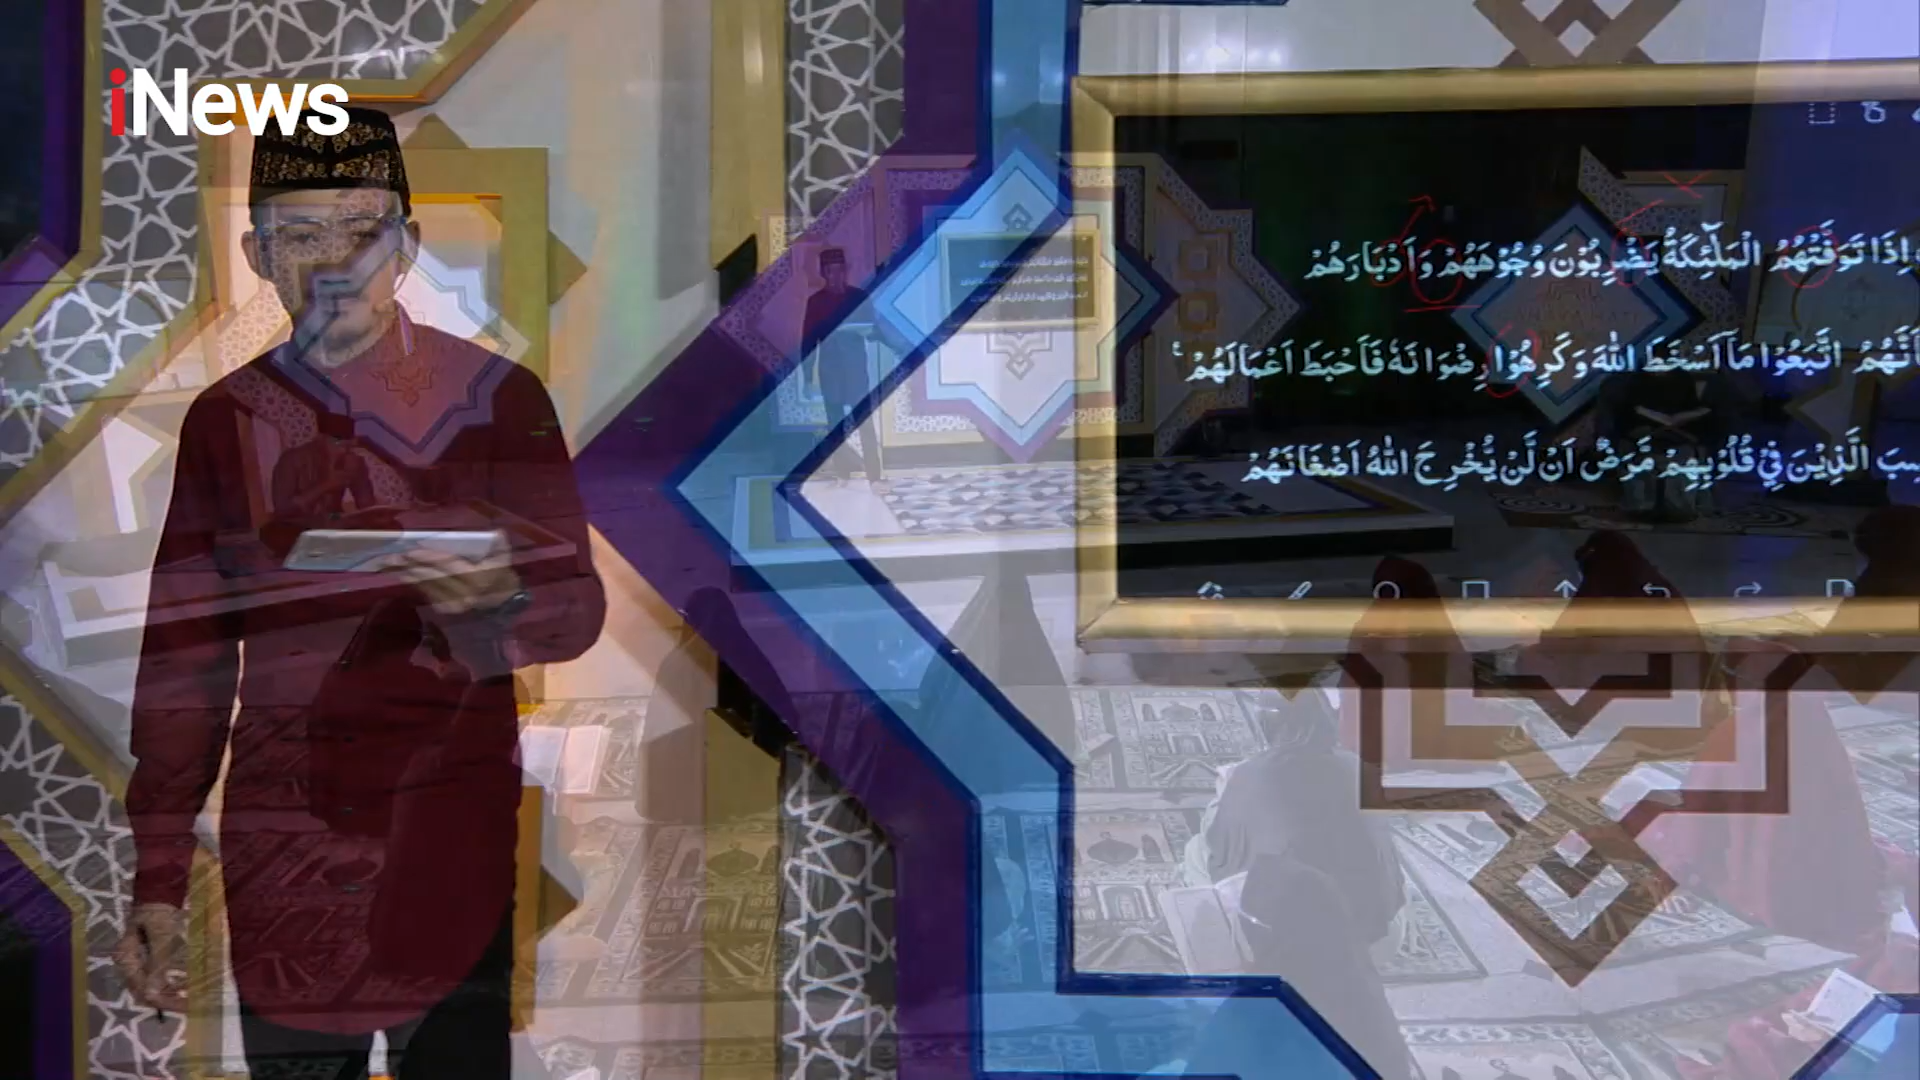 iNews
اِذَا تَوَفَّتْهُمُ الْمَلٰۤىِٕكَةُ يَضْرِبُوْنَ وُجُوْهَهُمْ وَاَدْبَارَهُمْ
اتَّبَعُوْا مَآ اَسْخَطَ اللّٰهَ وَكَرِهُوْا رِضْوَانَهٗ فَاَحْبَطَ اَعْمَالَهُمْ
الَّذِيْنَ فِيْ قُلُوْبِهِمْ مَّرَضٌ اَنْ لَّنْ يُّخْرِجَ اللّٰهُ اَضْغَانَهُمْ